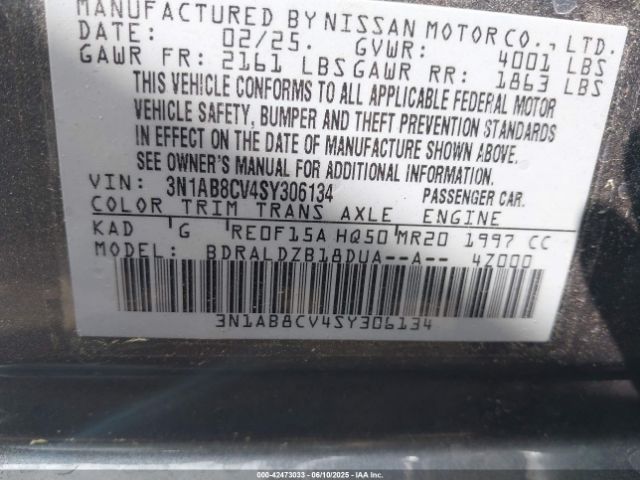 MANUFACTURED BY NISSAN MOTOR CO., LTD.
DATE: 02/25. GVWR: 4001 LBS
GAWR FR: 2161 LBS GAWR RR: 1863 LBS
THIS VEHICLE CONFORMS TO ALL APPLICABLE FEDERAL MOTOR
VEHICLE SAFETY, BUMPER AND THEFT PREVENTION STANDARDS
IN EFFECT ON THE DATE OF MANUFACTURE SHOWN ABOVE.
SEE OWNER'S MANUAL FOR ADDITIONAL INFORMATION.
VIN: 3N1AB8CV4SY306134 PASSENGER CAR.
COLOR TRIM TRANS AXLE ENGINE
KAD G RE0F15A HQ50 MR20 1997 CC
MODEL: BDRALDZB18DUA--A-- 4Z000
3N1AB8CV4SY306134
000-42473033 - 06/10/2025 - IAAI.COM